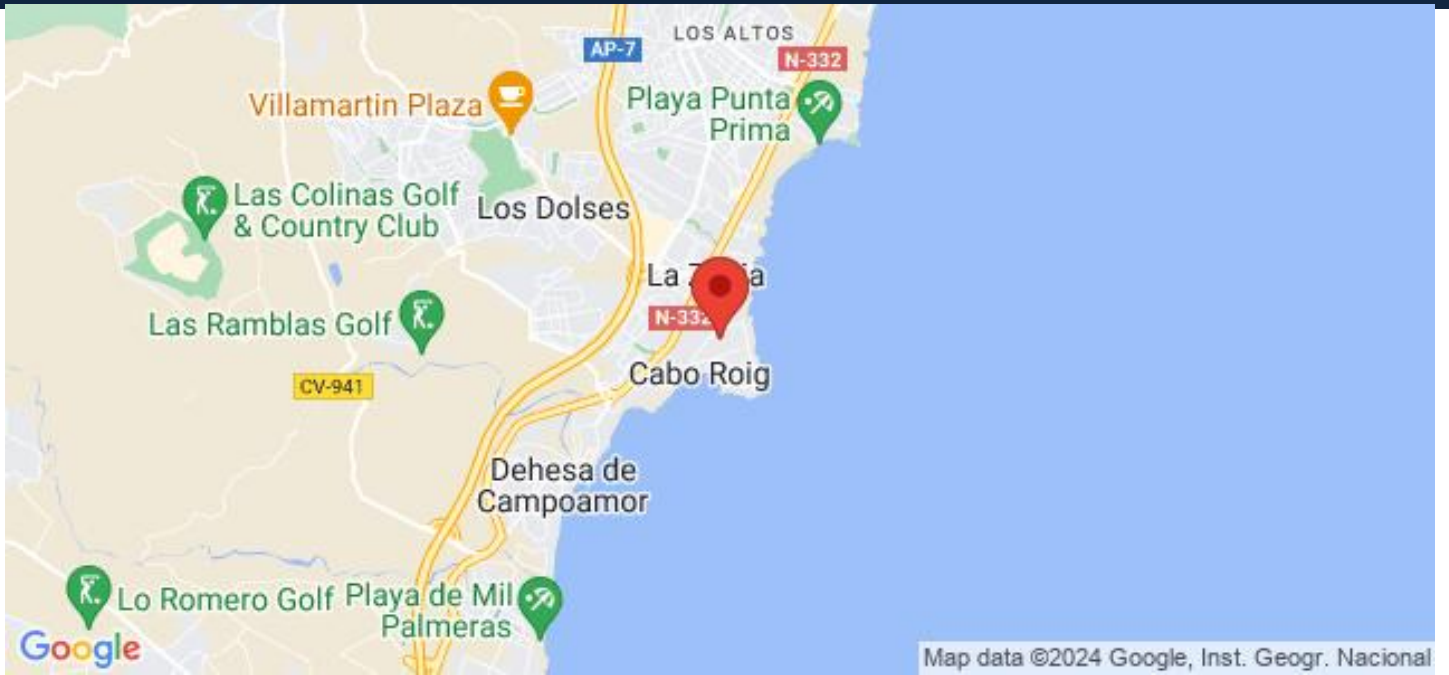 LOS ALTOS
AP-7
N-332
Villamartin Plaza
Playa Punta
Prima
Las Colinas Golf
& Country Club
Los Dolses
La Z
ia
N-332
Las Ramblas Golf
Cabo Roig
CV-941
Dehesa de
Campoamor
Lo Romero Golf
Playa de Mil
Palmeras
Google
Map data ©2024 Google, Inst. Geogr. Nacional